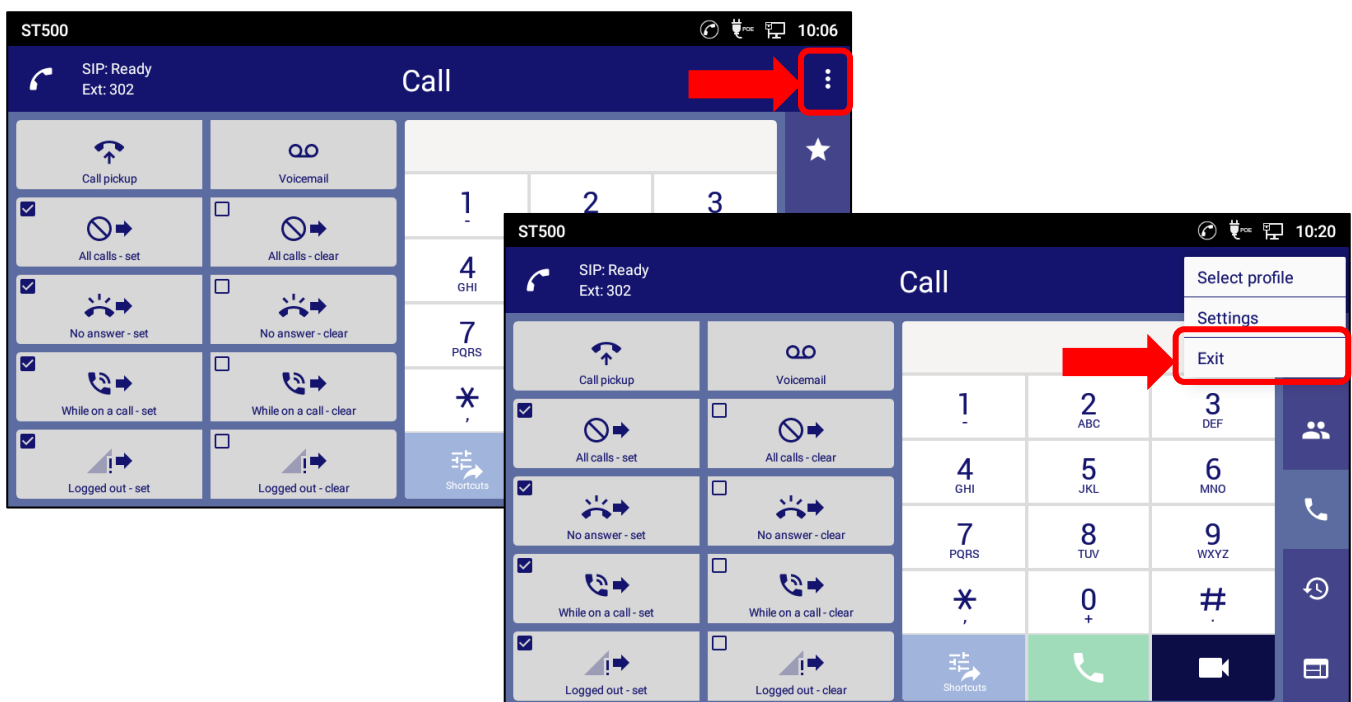 ST500
POE
10:06
SIP: Ready
Ext: 302
Call
Call pickup
Voicemail
All calls - set
All calls - clear
No answer - set
No answer - clear
While on a call - set
While on a call - clear
Logged out - set
Logged out - clear
1
-
2
3
4
GHI
7
PQRS
*
,
Shortcuts
ST500
POE
10:20
SIP: Ready
Ext: 302
Call
Select profile
Settings
Exit
Call pickup
Voicemail
All calls - set
All calls - clear
No answer - set
No answer - clear
While on a call - set
While on a call - clear
Logged out - set
Logged out - clear
1
-
2
ABC
3
DEF
4
GHI
5
JKL
6
MNO
7
PQRS
8
TUV
9
WXYZ
*
,
0
+
#
.
Shortcuts